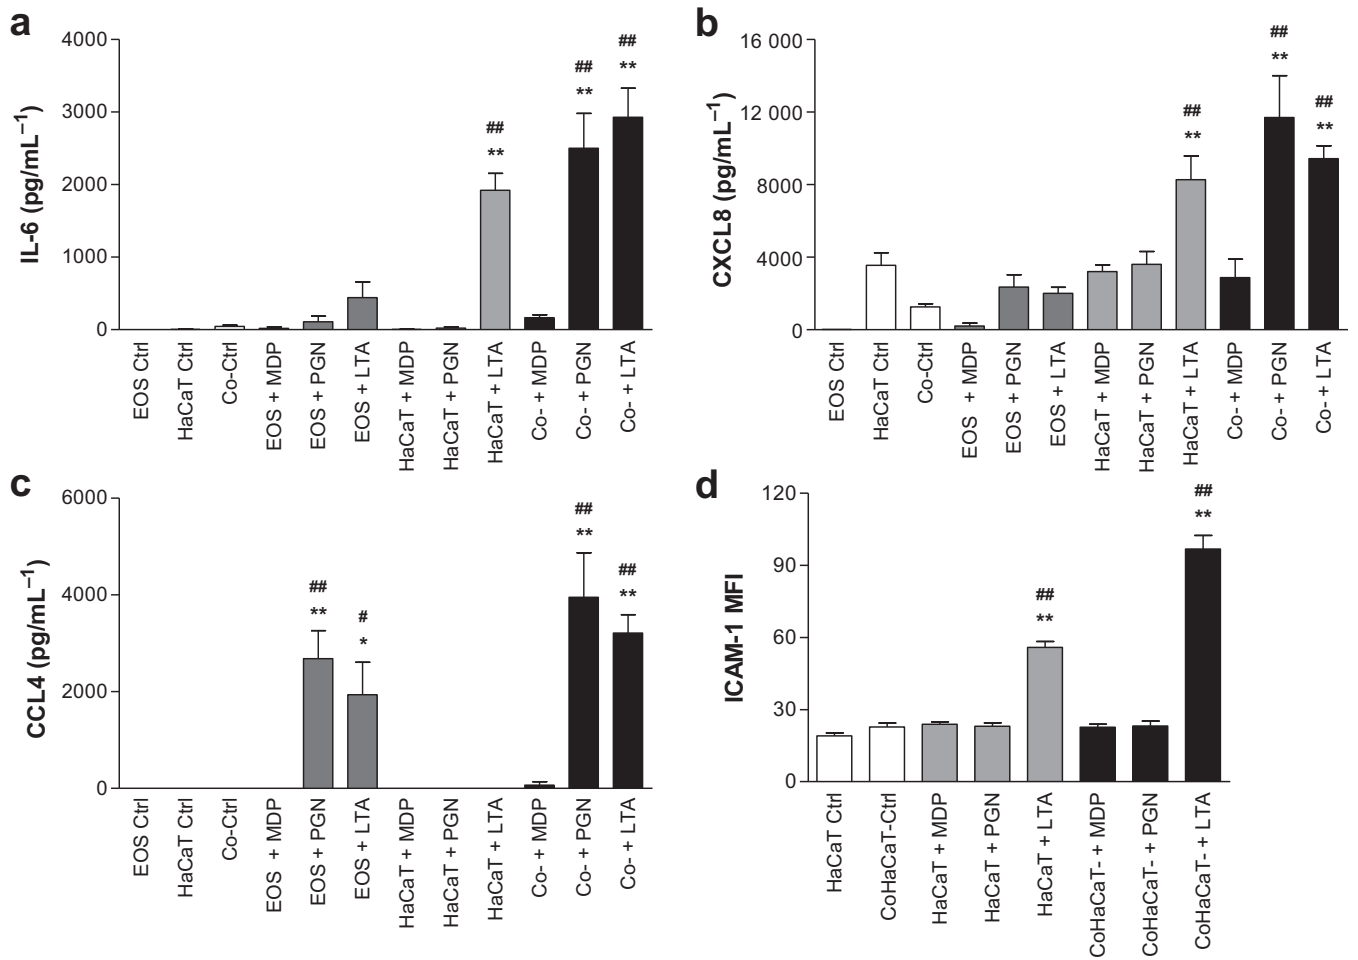 a
IL-6 (pg/mL⁻¹)
4000
3000
2000
1000
0
## **
## **
## **
EOS Ctrl
HaCaT Ctrl
Co-Ctrl
EOS + MDP
EOS + PGN
EOS + LTA
HaCaT + MDP
HaCaT + PGN
HaCaT + LTA
Co- + MDP
Co- + PGN
Co- + LTA
b
CXCL8 (pg/mL⁻¹)
16 000
12 000
8000
4000
0
## **
## **
## **
EOS Ctrl
HaCaT Ctrl
Co-Ctrl
EOS + MDP
EOS + PGN
EOS + LTA
HaCaT + MDP
HaCaT + PGN
HaCaT + LTA
Co- + MDP
Co- + PGN
Co- + LTA
c
CCL4 (pg/mL⁻¹)
6000
4000
2000
0
## **
# *
## **
## **
EOS Ctrl
HaCaT Ctrl
Co-Ctrl
EOS + MDP
EOS + PGN
EOS + LTA
HaCaT + MDP
HaCaT + PGN
HaCaT + LTA
Co- + MDP
Co- + PGN
Co- + LTA
d
ICAM-1 MFI
120
90
60
30
0
## **
## **
HaCaT Ctrl
CoHaCaT-Ctrl
HaCaT + MDP
HaCaT + PGN
HaCaT + LTA
CoHaCaT- + MDP
CoHaCaT- + PGN
CoHaCaT- + LTA